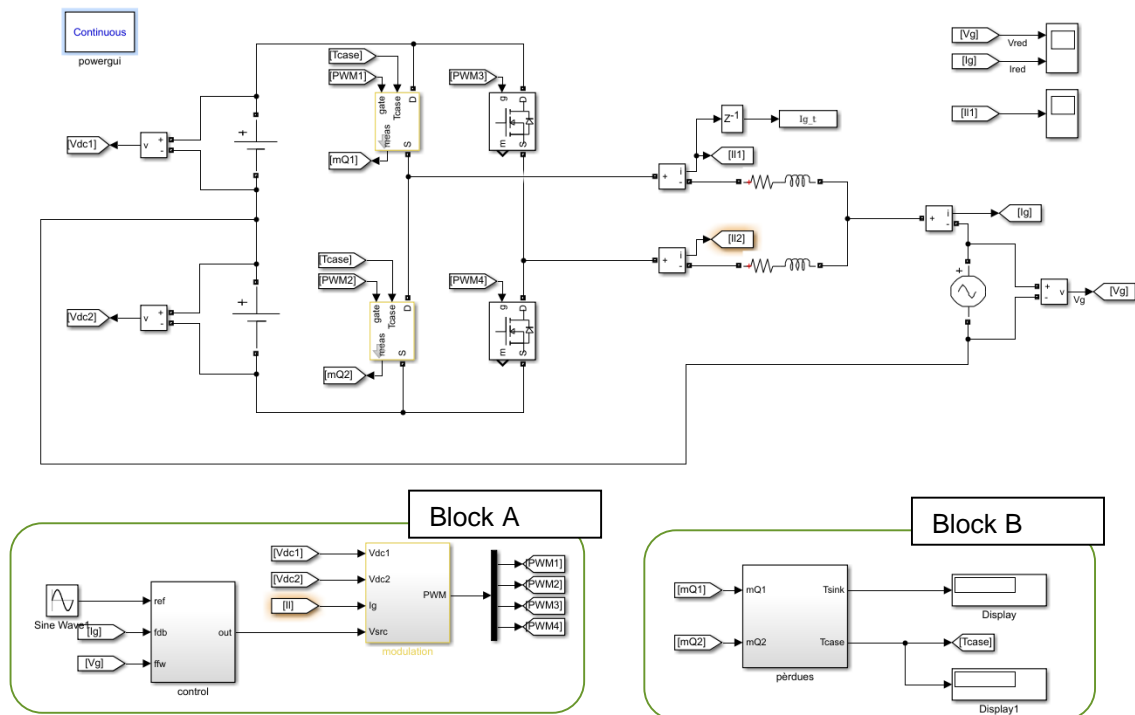 Continuous
powergui
[Vdc1]
v
+
-
+
[Tcase]
[PWM1]
gate
Tcase
meas
D
S
[mQ1]
[PWM3]
g
D
m
S
Z-1
Ig_t
[Il1]
+
i
-
[Vg]
Vred
[Ig]
Ired
[Il1]
[Vdc2]
v
+
-
+
[Tcase]
[PWM2]
gate
Tcase
meas
D
S
[mQ2]
[PWM4]
g
D
m
S
[Il2]
+
i
-
+
i
-
[Ig]
+
+
-
v
Vg
[Vg]
Block A
Sine Wave1
[Ig]
[Vg]
ref
fdb
ffw
out
control
[Vdc1]
[Vdc2]
[Il]
Vdc1
Vdc2
Ig
Vsrc
PWM
modulation
[PWM1]
[PWM2]
[PWM3]
[PWM4]
Block B
[mQ1]
[mQ2]
mQ1
mQ2
Tsink
Tcase
pèrdues
Display
[Tcase]
Display1